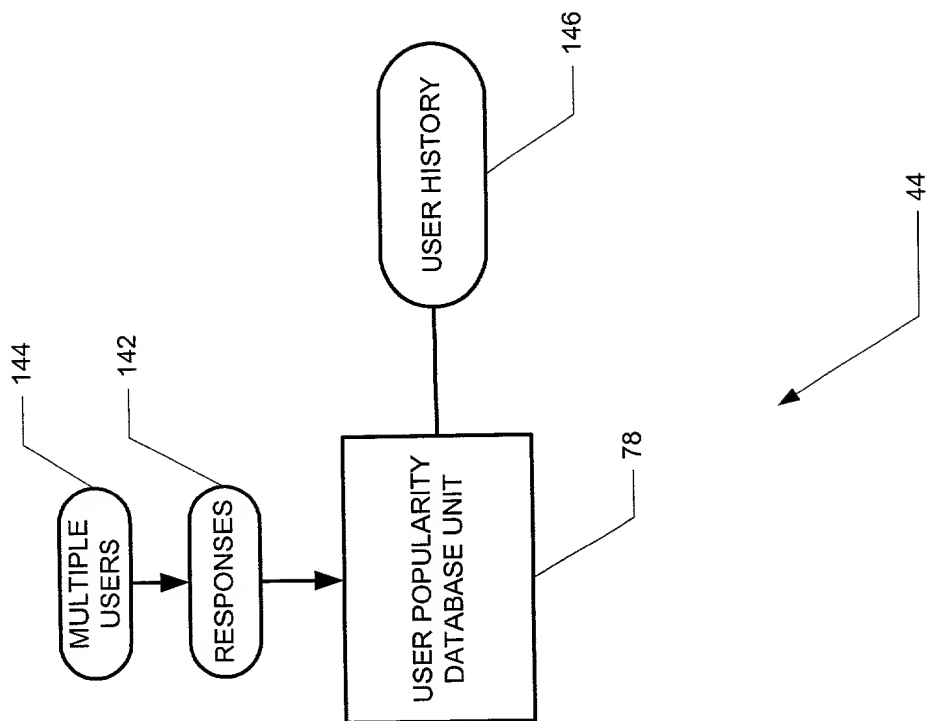 144
MULTIPLE
USERS
142
RESPONSES
USER POPULARITY
DATABASE UNIT
78
USER HISTORY
146
44